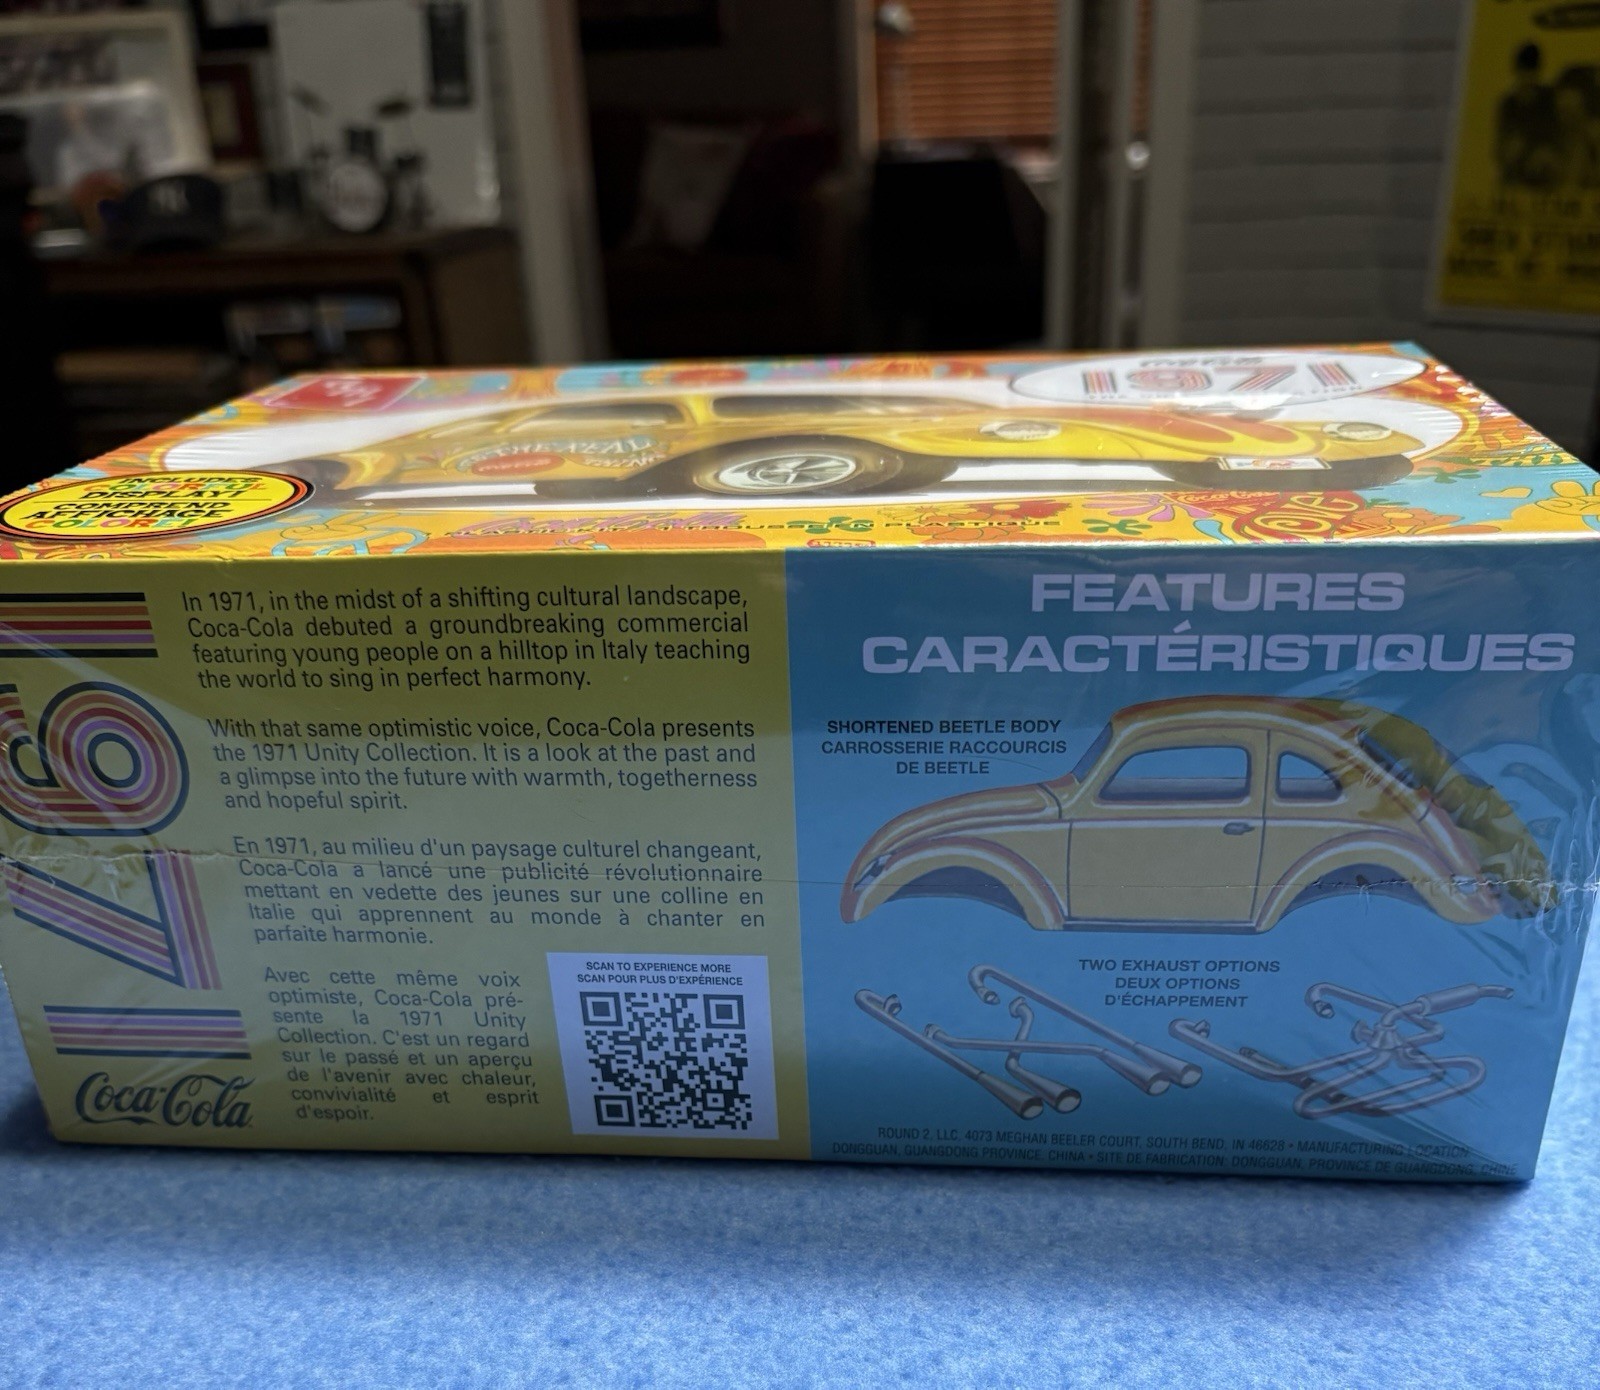 amt
1971
DISPLAY!
COMPREND
AFFICHAGE
COLORÉ!
Coca-Cola
Love
1971
In 1971, in the midst of a shifting cultural landscape,
Coca-Cola debuted a groundbreaking commercial
featuring young people on a hilltop in Italy teaching
the world to sing in perfect harmony.
With that same optimistic voice, Coca-Cola presents
the 1971 Unity Collection. It is a look at the past and
a glimpse into the future with warmth, togetherness
and hopeful spirit.
En 1971, au milieu d'un paysage culturel changeant,
Coca-Cola a lancé une publicité révolutionnaire
mettant en vedette des jeunes sur une colline en
Italie qui apprennent au monde à chanter en
parfaite harmonie.
Avec cette même voix
optimiste, Coca-Cola pré-
sente la 1971 Unity
Collection. C'est un regard
sur le passé et un aperçu
de l'avenir avec chaleur,
convivialité et esprit
d'espoir.
Coca-Cola
SCAN TO EXPERIENCE MORE
SCAN POUR PLUS D'EXPÉRIENCE
FEATURES
CARACTÉRISTIQUES
SHORTENED BEETLE BODY
CARROSSERIE RACCOURCIS
DE BEETLE
TWO EXHAUST OPTIONS
DEUX OPTIONS
D'ÉCHAPPEMENT
ROUND 2, LLC, 4073 MEGHAN BEELER COURT, SOUTH BEND, IN 46628 • MANUFACTURING LOCATION
DONGGUAN, GUANGDONG PROVINCE, CHINA • SITE DE FABRICATION: DONGGUAN, PROVINCE DE GUANGDONG, CHINE